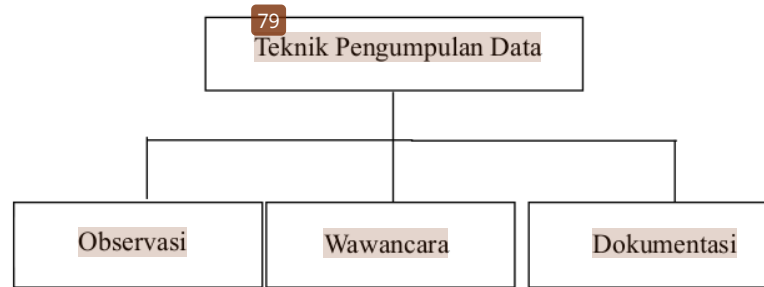 79
Teknik Pengumpulan Data
Observasi
Wawancara
Dokumentasi